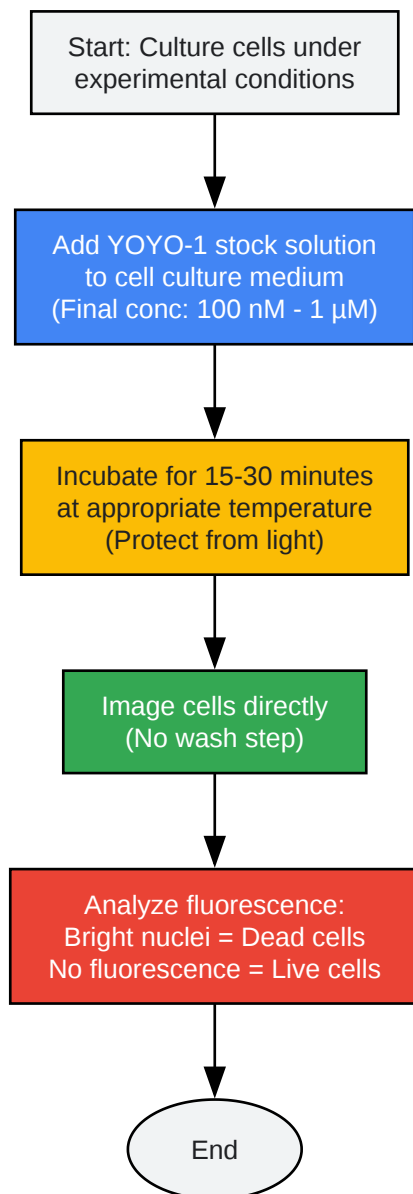 Start: Culture cells under
experimental conditions
Add YOYO-1 stock solution
to cell culture medium
(Final conc: 100 nM - 1 µM)
Incubate for 15-30 minutes
at appropriate temperature
(Protect from light)
Image cells directly
(No wash step)
Analyze fluorescence:
Bright nuclei = Dead cells
No fluorescence = Live cells
End